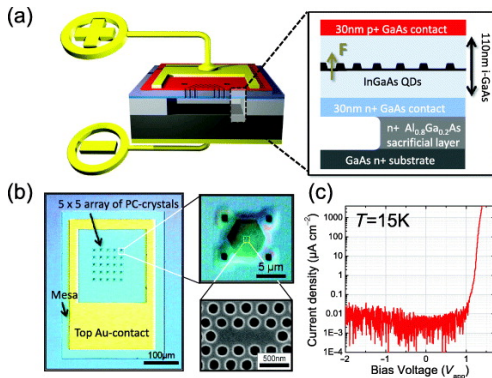 (a)
30nm p+ GaAs contact
F
InGaAs QDs
110nm i-GaAs
30nm n+ GaAs contact
n+ Al0.8Ga0.2As
sacrificial layer
GaAs n+ substrate
(b)
5 x 5 array of PC-crystals
Mesa
Top Au-contact
100µm
5 µm
500nm
(c)
T=15K
Current density (µA cm-2)
1000
100
10
1
0.1
0.01
1E-3
1E-4
-2
-1
0
1
2
Bias Voltage (Vapp)